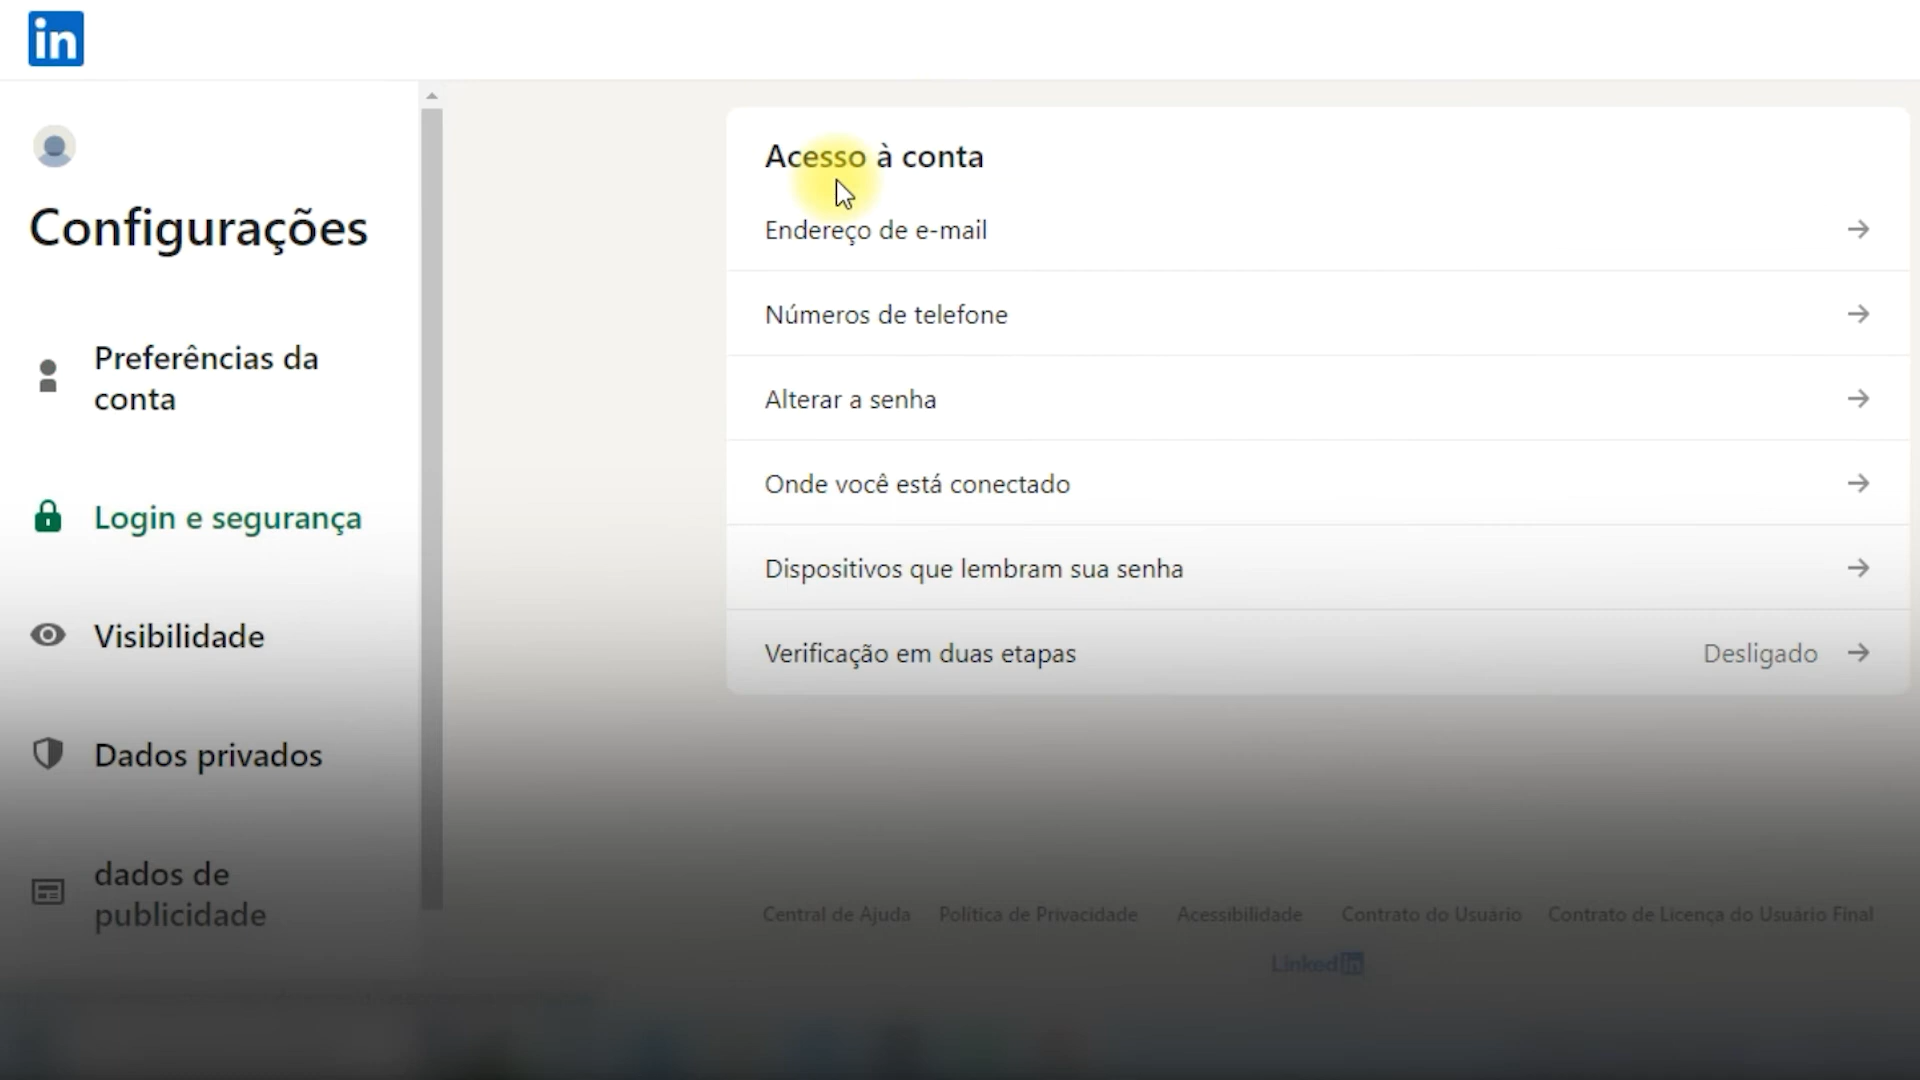 in
Configurações
Preferências da
conta
Login e segurança
Visibilidade
Dados privados
dados de
publicidade
Acesso à conta
Endereço de e-mail
Números de telefone
Alterar a senha
Onde você está conectado
Dispositivos que lembram sua senha
Verificação em duas etapas Desligado
Central de Ajuda Política de Privacidade Acessibilidade Contrato do Usuário Contrato de Licença do Usuário Final
LinkedIn